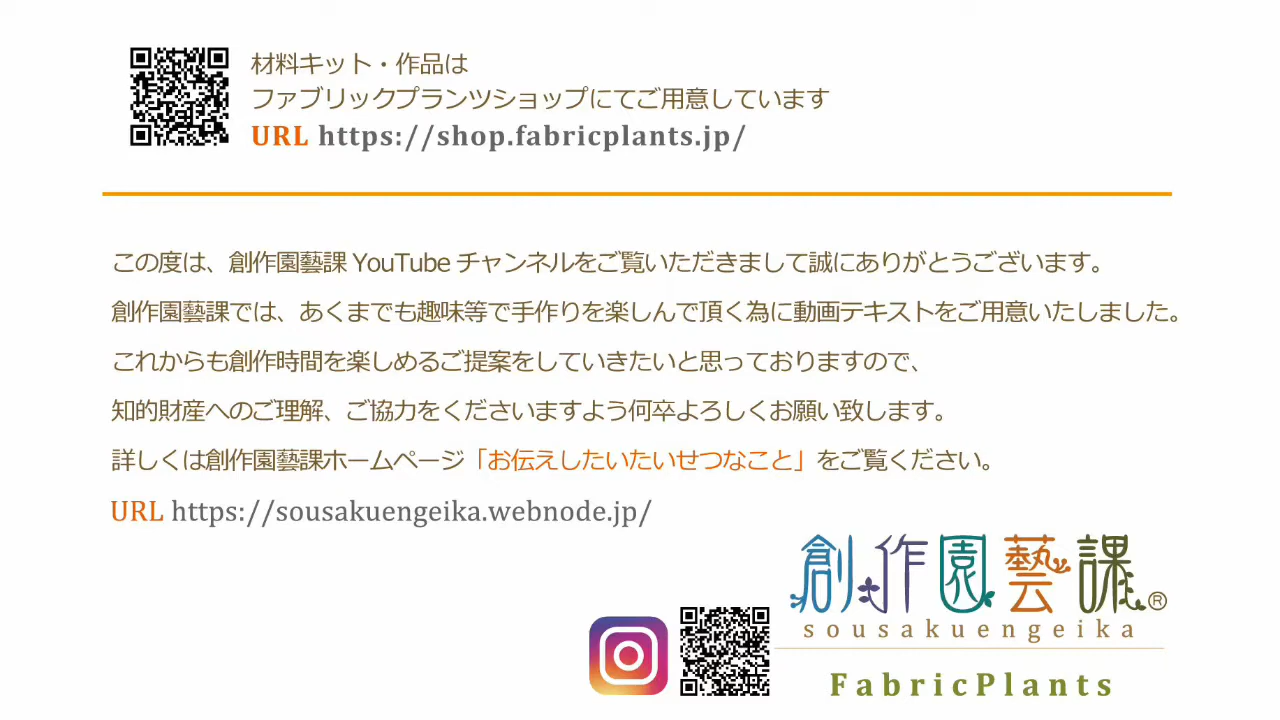 材料キット・作品は
ファブリックプランツショップにてご用意しています
URL https://shop.fabricplants.jp/
この度は、創作園藝課 YouTube チャンネルをご覧いただきまして誠にありがとうございます。
創作園藝課では、あくまでも趣味等で手作りを楽しんで頂く為に動画テキストをご用意いたしました。
これからも創作時間を楽しめるご提案をしていきたいと思っておりますので、
知的財産へのご理解、ご協力をくださいますよう何卒よろしくお願い致します。
詳しくは創作園藝課ホームページ「お伝えしたいたいせつなこと」をご覧ください。
URL https://sousakuengeika.webnode.jp/
創作園藝課®
sousakuengeika
FabricPlants